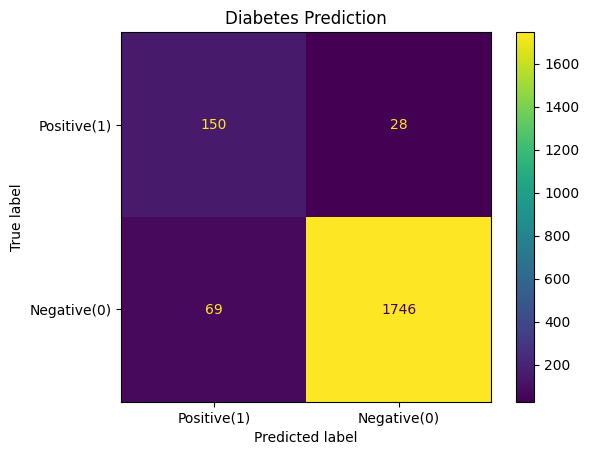 Diabetes Prediction
True label
Positive(1)
150
28
Negative(0)
69
1746
Positive(1)
Negative(0)
Predicted label
1600
1400
1200
1000
800
600
400
200